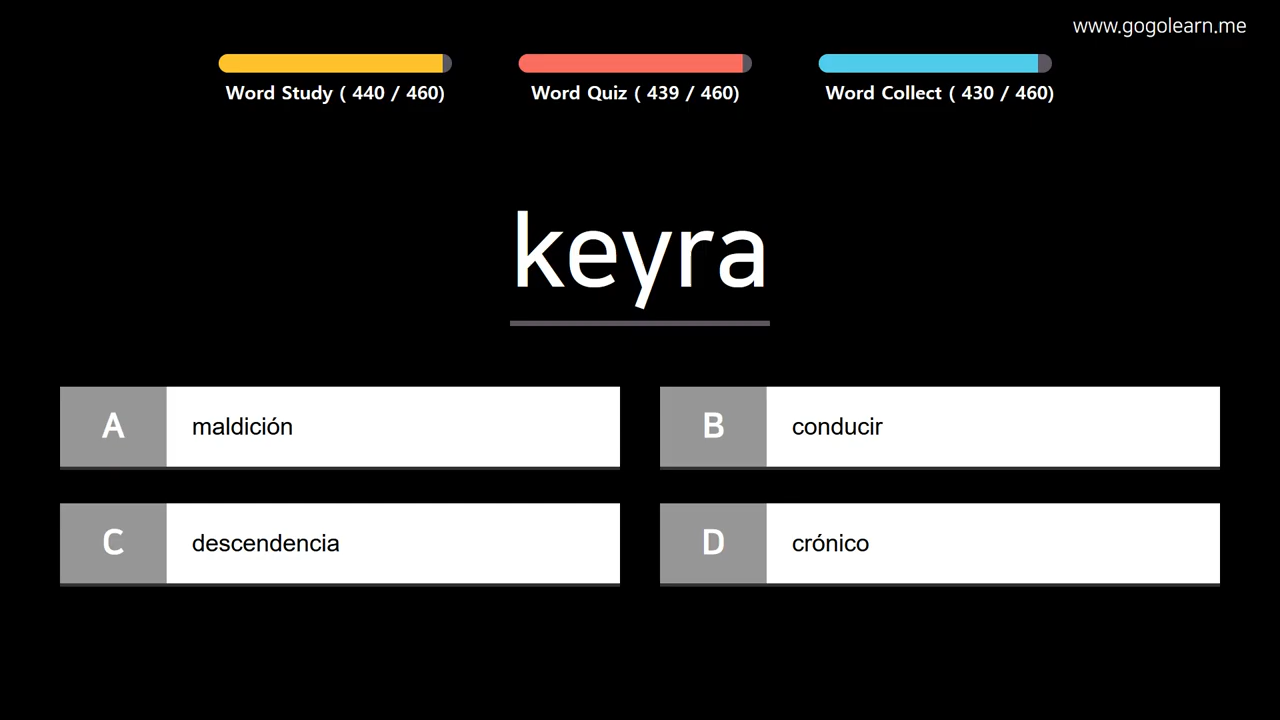 www.gogolearn.me
Word Study ( 440 / 460)
Word Quiz ( 439 / 460)
Word Collect ( 430 / 460)
keyra
A maldición
B conducir
C descendencia
D crónico